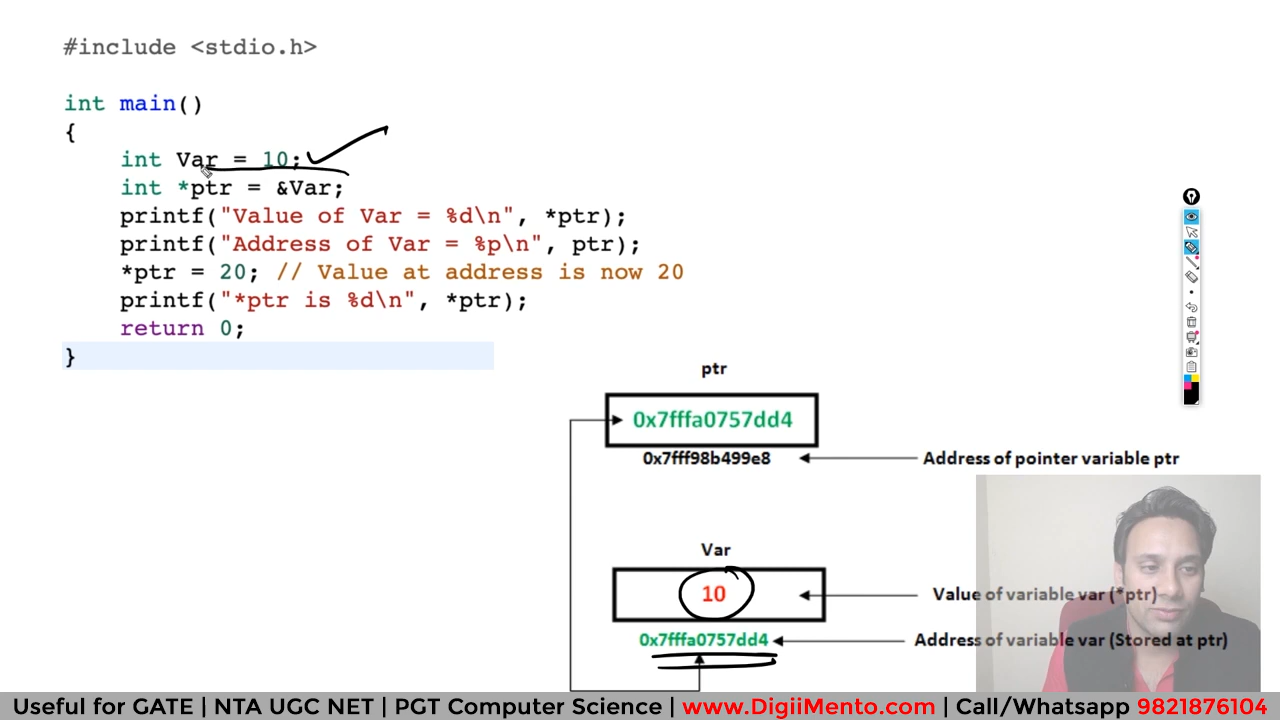 #include <stdio.h>
int main()
{
int Var = 10;
int *ptr = &Var;
printf("Value of Var = %d\n", *ptr);
printf("Address of Var = %p\n", ptr);
*ptr = 20; // Value at address is now 20
printf("*ptr is %d\n", *ptr);
return 0;
}
ptr
0x7fffa0757dd4
0x7fff98b499e8
Address of pointer variable ptr
Var
10
Value of variable var (*ptr)
0x7fffa0757dd4
Address of variable var (Stored at ptr)
Useful for GATE | NTA UGC NET | PGT Computer Science | www.DigiiMento.com | Call/Whatsapp 9821876104